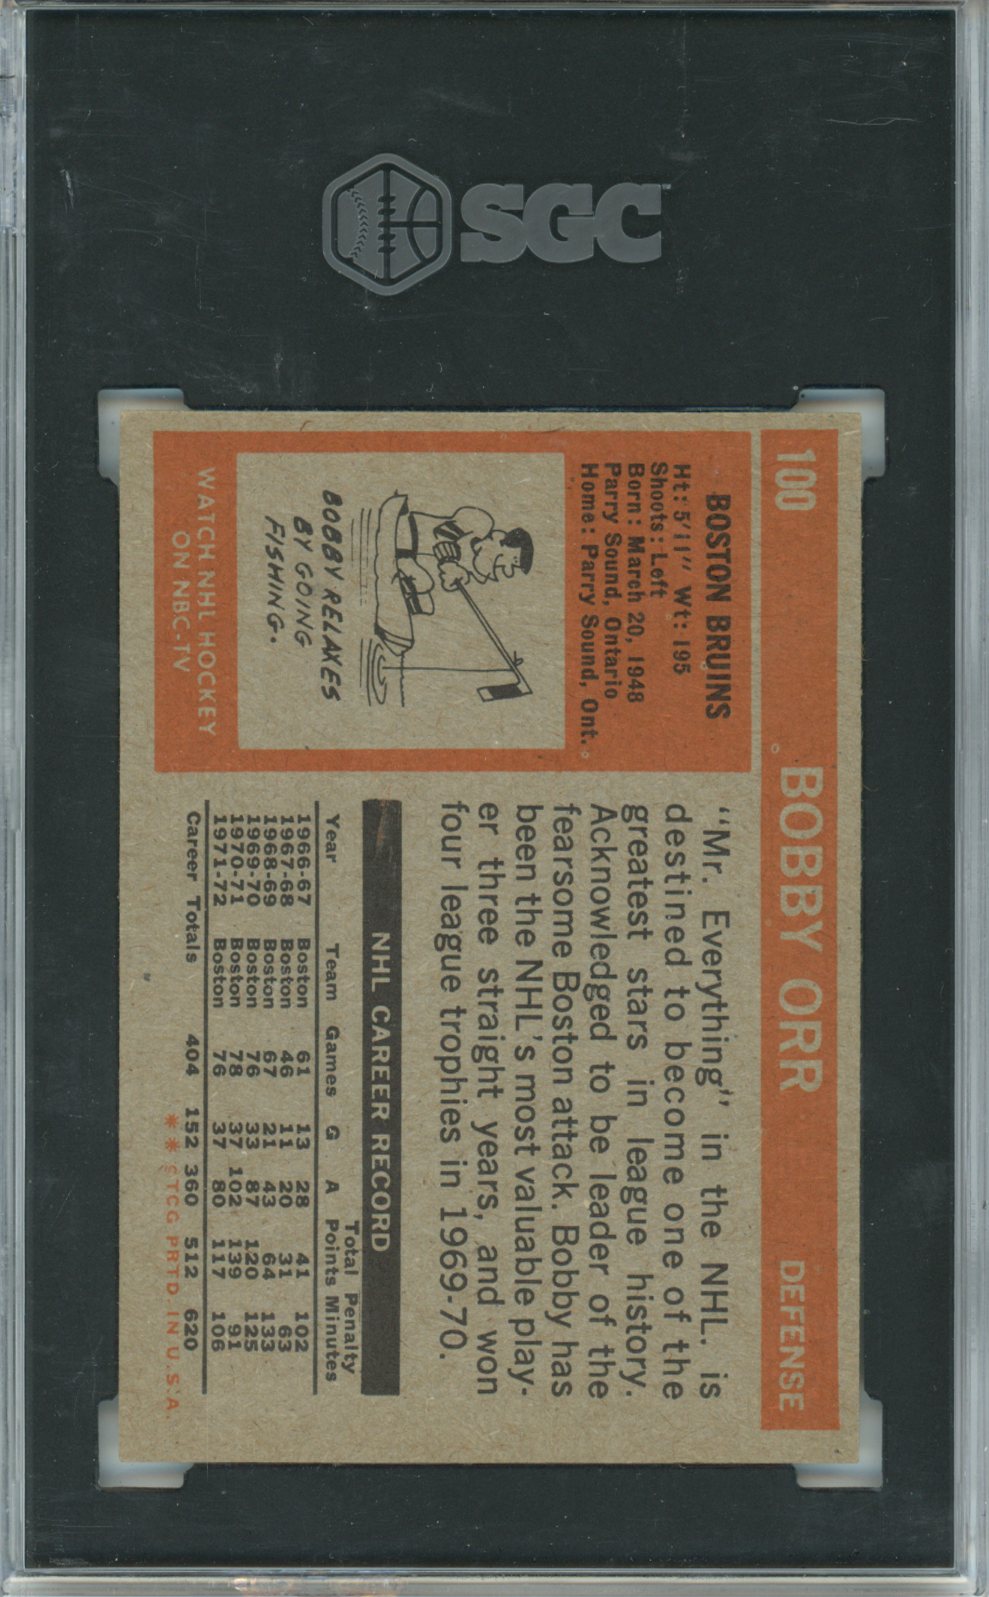 SGC
100 BOBBY ORR DEFENSE
BOSTON BRUINS
Ht: 5'11" Wt: 195
Shoots: Left
Born: March 20, 1948
Parry Sound, Ontario
Home: Parry Sound, Ont.
BOBBY RELAXES
BY GOING
FISHING.
WATCH NHL HOCKEY
ON NBC-TV
"Mr. Everything" in the NHL. is
destined to become one of the
greatest stars in league history.
Acknowledged to be leader of the
fearsome Boston attack. Bobby has
been the NHL's most valuable play-
er three straight years, and won
four league trophies in 1969-70.
NHL CAREER RECORD
Total Penalty
Year Team Games G A Points Minutes
1966-67 Boston 61 13 28 41 102
1967-68 Boston 46 11 20 31 63
1968-69 Boston 67 21 43 64 133
1969-70 Boston 76 33 87 120 125
1970-71 Boston 78 37 102 139 91
1971-72 Boston 76 37 80 117 106
Career Totals 404 152 360 512 620
* * ©TCG PRTD IN U.S.A.